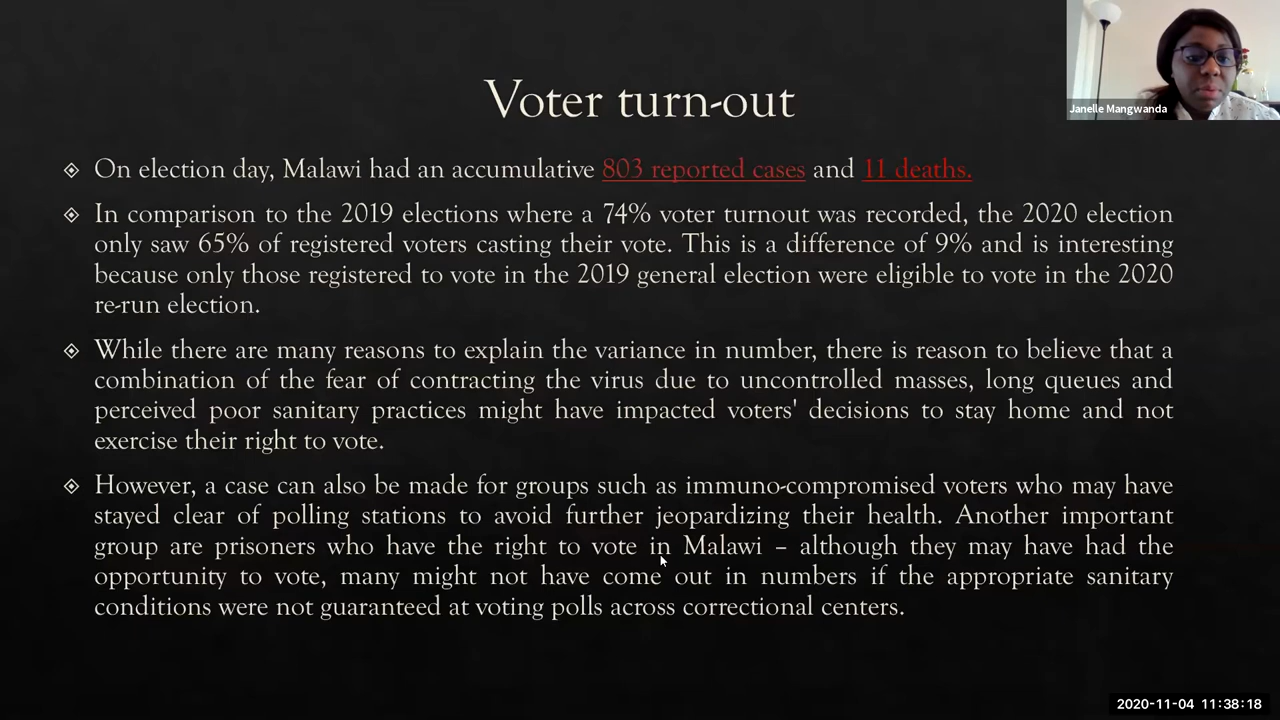 Voter turn-out
Janelle Mangwanda
On election day, Malawi had an accumulative 803 reported cases and 11 deaths.
In comparison to the 2019 elections where a 74% voter turnout was recorded, the 2020 election
only saw 65% of registered voters casting their vote. This is a difference of 9% and is interesting
because only those registered to vote in the 2019 general election were eligible to vote in the 2020
re-run election.
While there are many reasons to explain the variance in number, there is reason to believe that a
combination of the fear of contracting the virus due to uncontrolled masses, long queues and
perceived poor sanitary practices might have impacted voters' decisions to stay home and not
exercise their right to vote.
However, a case can also be made for groups such as immuno-compromised voters who may have
stayed clear of polling stations to avoid further jeopardizing their health. Another important
group are prisoners who have the right to vote in Malawi – although they may have had the
opportunity to vote, many might not have come out in numbers if the appropriate sanitary
conditions were not guaranteed at voting polls across correctional centers.
2020-11-04 11:38:18